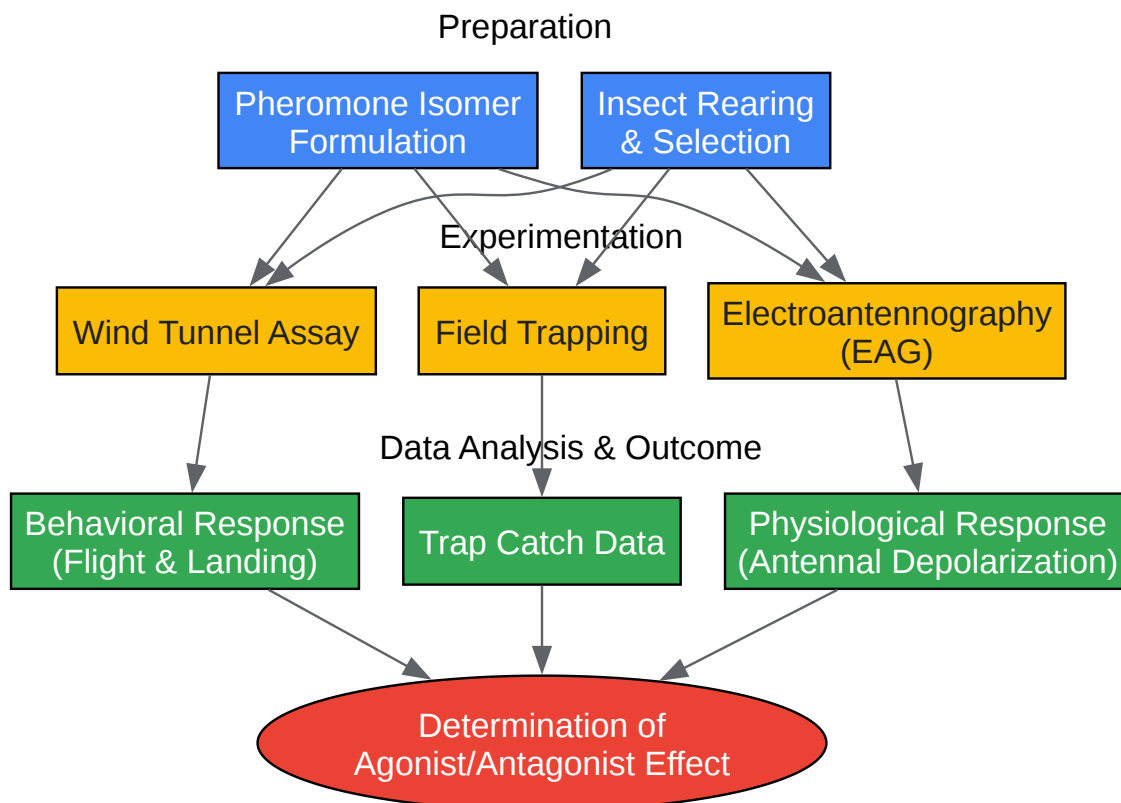 Preparation
Pheromone Isomer
Formulation
Insect Rearing
& Selection
Experimentation
Wind Tunnel Assay
Field Trapping
Electroantennography
(EAG)
Data Analysis & Outcome
Behavioral Response
(Flight & Landing)
Trap Catch Data
Physiological Response
(Antennal Depolarization)
Determination of
Agonist/Antagonist Effect